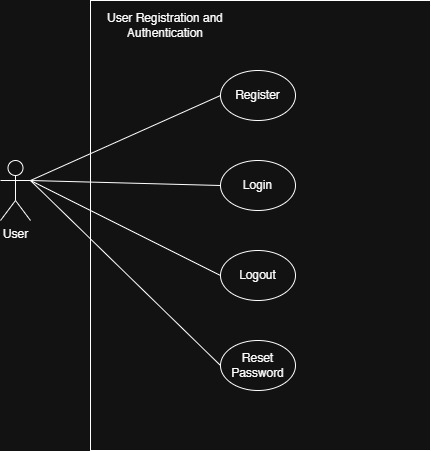 User Registration and
Authentication
Register
Login
User
Logout
Reset
Password